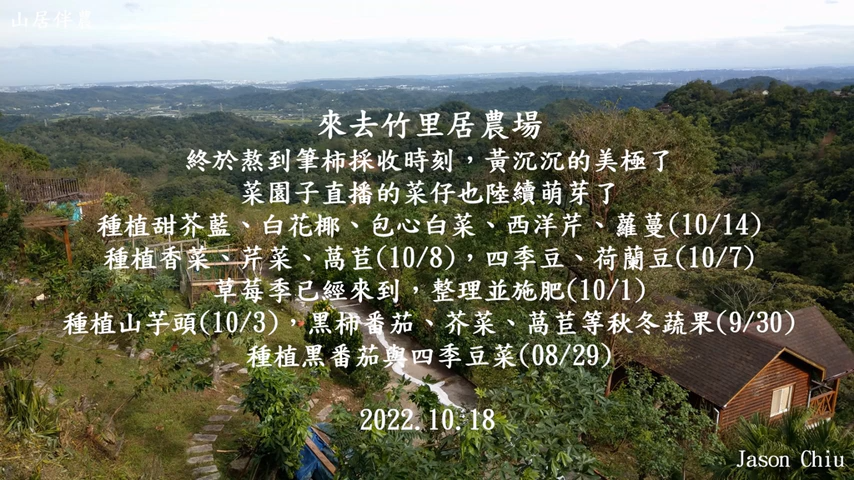 山居伴農
來去竹里居農場
終於熬到筆柿採收時刻，黃沉沉的美極了
菜園子直播的菜仔也陸續萌芽了
種植甜芥藍、白花椰、包心白菜、西洋芹、蘿蔓(10/14)
種植香菜、芹菜、萵苣(10/8)，四季豆、荷蘭豆(10/7)
草莓季已經來到，整理並施肥(10/1)
種植山芋頭(10/3)，黑柿番茄、芥菜、萵苣等秋冬蔬果(9/30)
種植黑番茄與四季豆菜(08/29)
2022.10.18
Jason Chiu